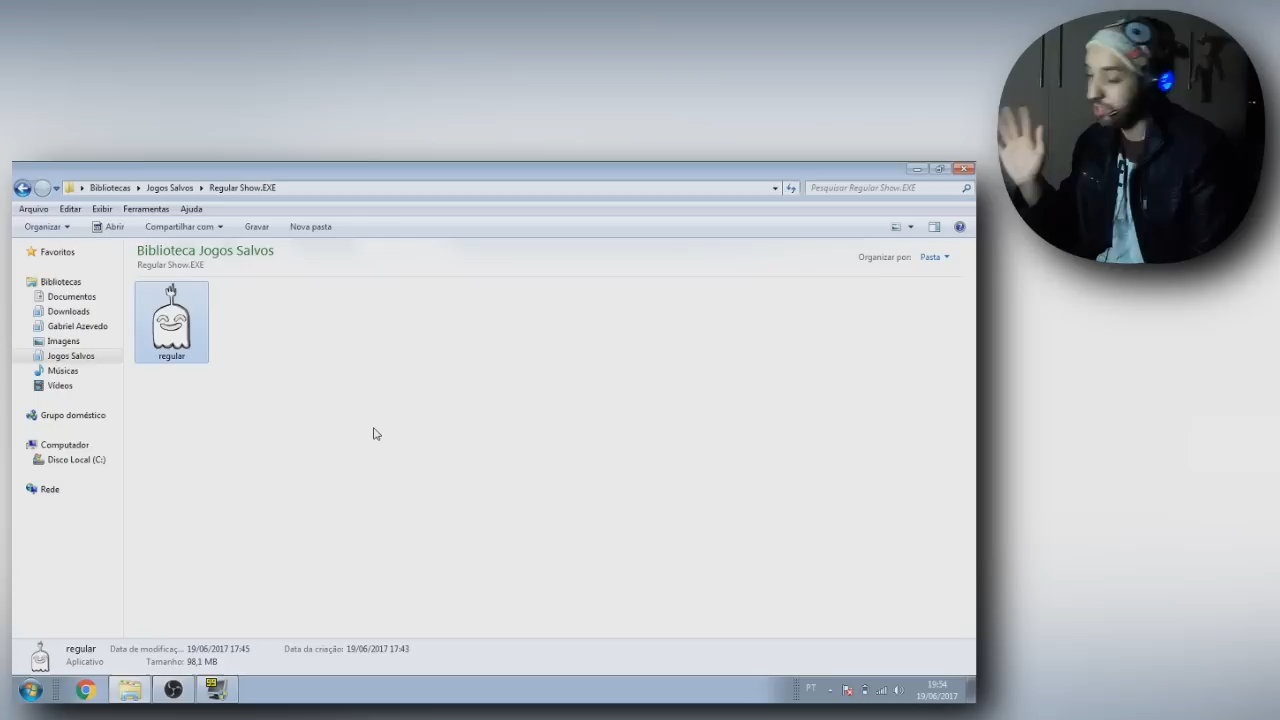 Bibliotecas Jogos Salvos Regular Show.EXE
Pesquisar Regular Show.EXE
Arquivo Editar Exibir Ferramentas Ajuda
Organizar Abrir Compartilhar com Gravar Nova pasta
Favoritos
Bibliotecas
Documentos
Downloads
Gabriel Azevedo
Imagens
Jogos Salvos
Músicas
Vídeos
Grupo doméstico
Computador
Disco Local (C:)
Rede
Biblioteca Jogos Salvos
Regular Show.EXE
Organizar por: Pasta
regular
regular Data de modificaç... 19/06/2017 17:45 Data da criação: 19/06/2017 17:43
Aplicativo Tamanho: 98,1 MB
PT
19:54
19/06/2017